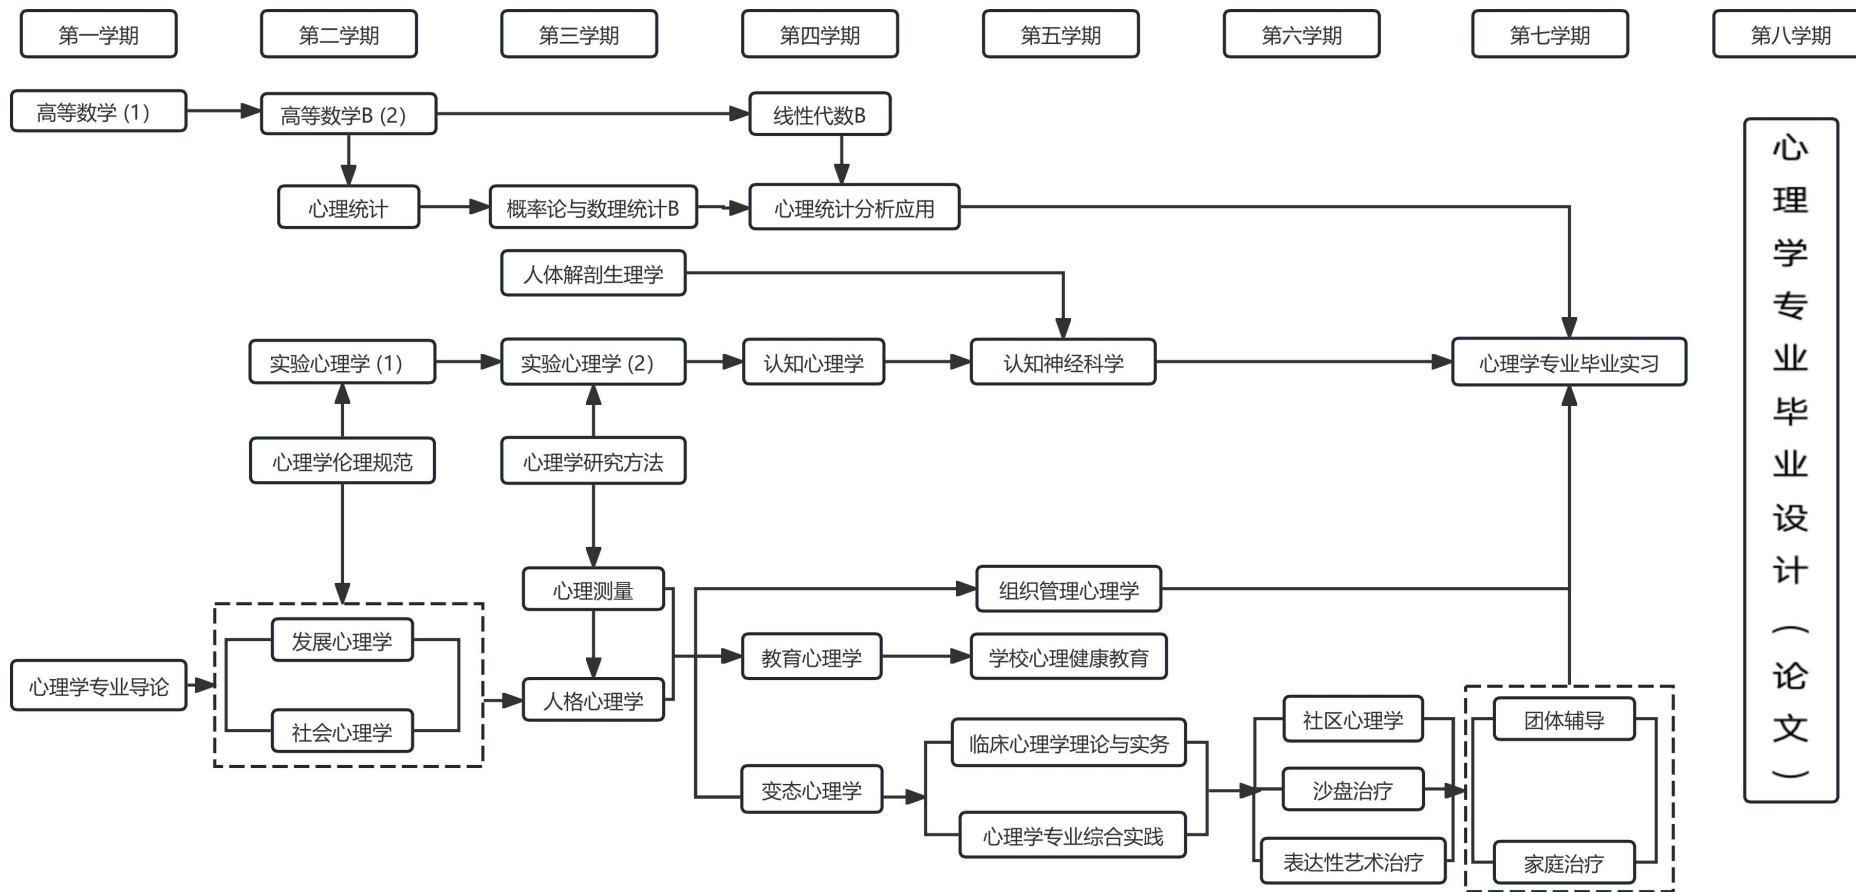 第一学期
第二学期
第三学期
第四学期
第五学期
第六学期
第七学期
第八学期
高等数学 (1)
高等数学B (2)
线性代数B
心理统计
概率论与数理统计B
心理统计分析应用
人体解剖生理学
实验心理学 (1)
实验心理学 (2)
认知心理学
认知神经科学
心理学专业毕业实习
心理学伦理规范
心理学研究方法
心理测量
组织管理心理学
发展心理学
教育心理学
学校心理健康教育
心理学专业导论
人格心理学
社会心理学
社区心理学
团体辅导
临床心理学理论与实务
变态心理学
沙盘治疗
心理学专业综合实践
表达性艺术治疗
家庭治疗
心理学专业毕业设计（论文）